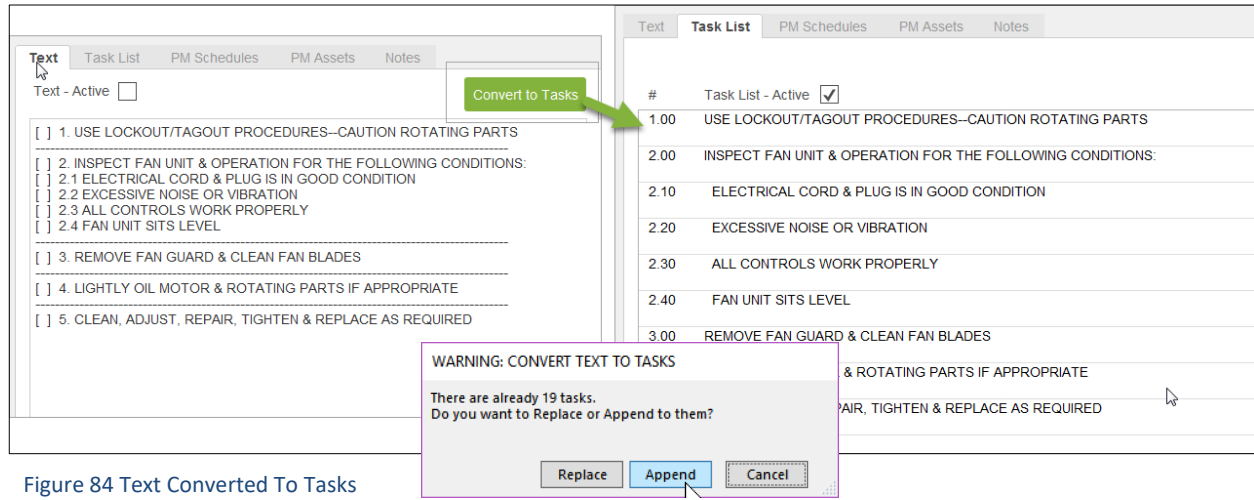 Text Task List PM Schedules PM Assets Notes
Text - Active
Convert to Tasks
[ ] 1. USE LOCKOUT/TAGOUT PROCEDURES--CAUTION ROTATING PARTS
[ ] 2. INSPECT FAN UNIT & OPERATION FOR THE FOLLOWING CONDITIONS:
[ ] 2.1 ELECTRICAL CORD & PLUG IS IN GOOD CONDITION
[ ] 2.2 EXCESSIVE NOISE OR VIBRATION
[ ] 2.3 ALL CONTROLS WORK PROPERLY
[ ] 2.4 FAN UNIT SITS LEVEL
[ ] 3. REMOVE FAN GUARD & CLEAN FAN BLADES
[ ] 4. LIGHTLY OIL MOTOR & ROTATING PARTS IF APPROPRIATE
[ ] 5. CLEAN, ADJUST, REPAIR, TIGHTEN & REPLACE AS REQUIRED
Text Task List PM Schedules PM Assets Notes
# Task List - Active
1.00 USE LOCKOUT/TAGOUT PROCEDURES--CAUTION ROTATING PARTS
2.00 INSPECT FAN UNIT & OPERATION FOR THE FOLLOWING CONDITIONS:
2.10 ELECTRICAL CORD & PLUG IS IN GOOD CONDITION
2.20 EXCESSIVE NOISE OR VIBRATION
2.30 ALL CONTROLS WORK PROPERLY
2.40 FAN UNIT SITS LEVEL
3.00 REMOVE FAN GUARD & CLEAN FAN BLADES
& ROTATING PARTS IF APPROPRIATE
AIR, TIGHTEN & REPLACE AS REQUIRED
WARNING: CONVERT TEXT TO TASKS
There are already 19 tasks.
Do you want to Replace or Append to them?
Replace Append Cancel
Figure 84 Text Converted To Tasks